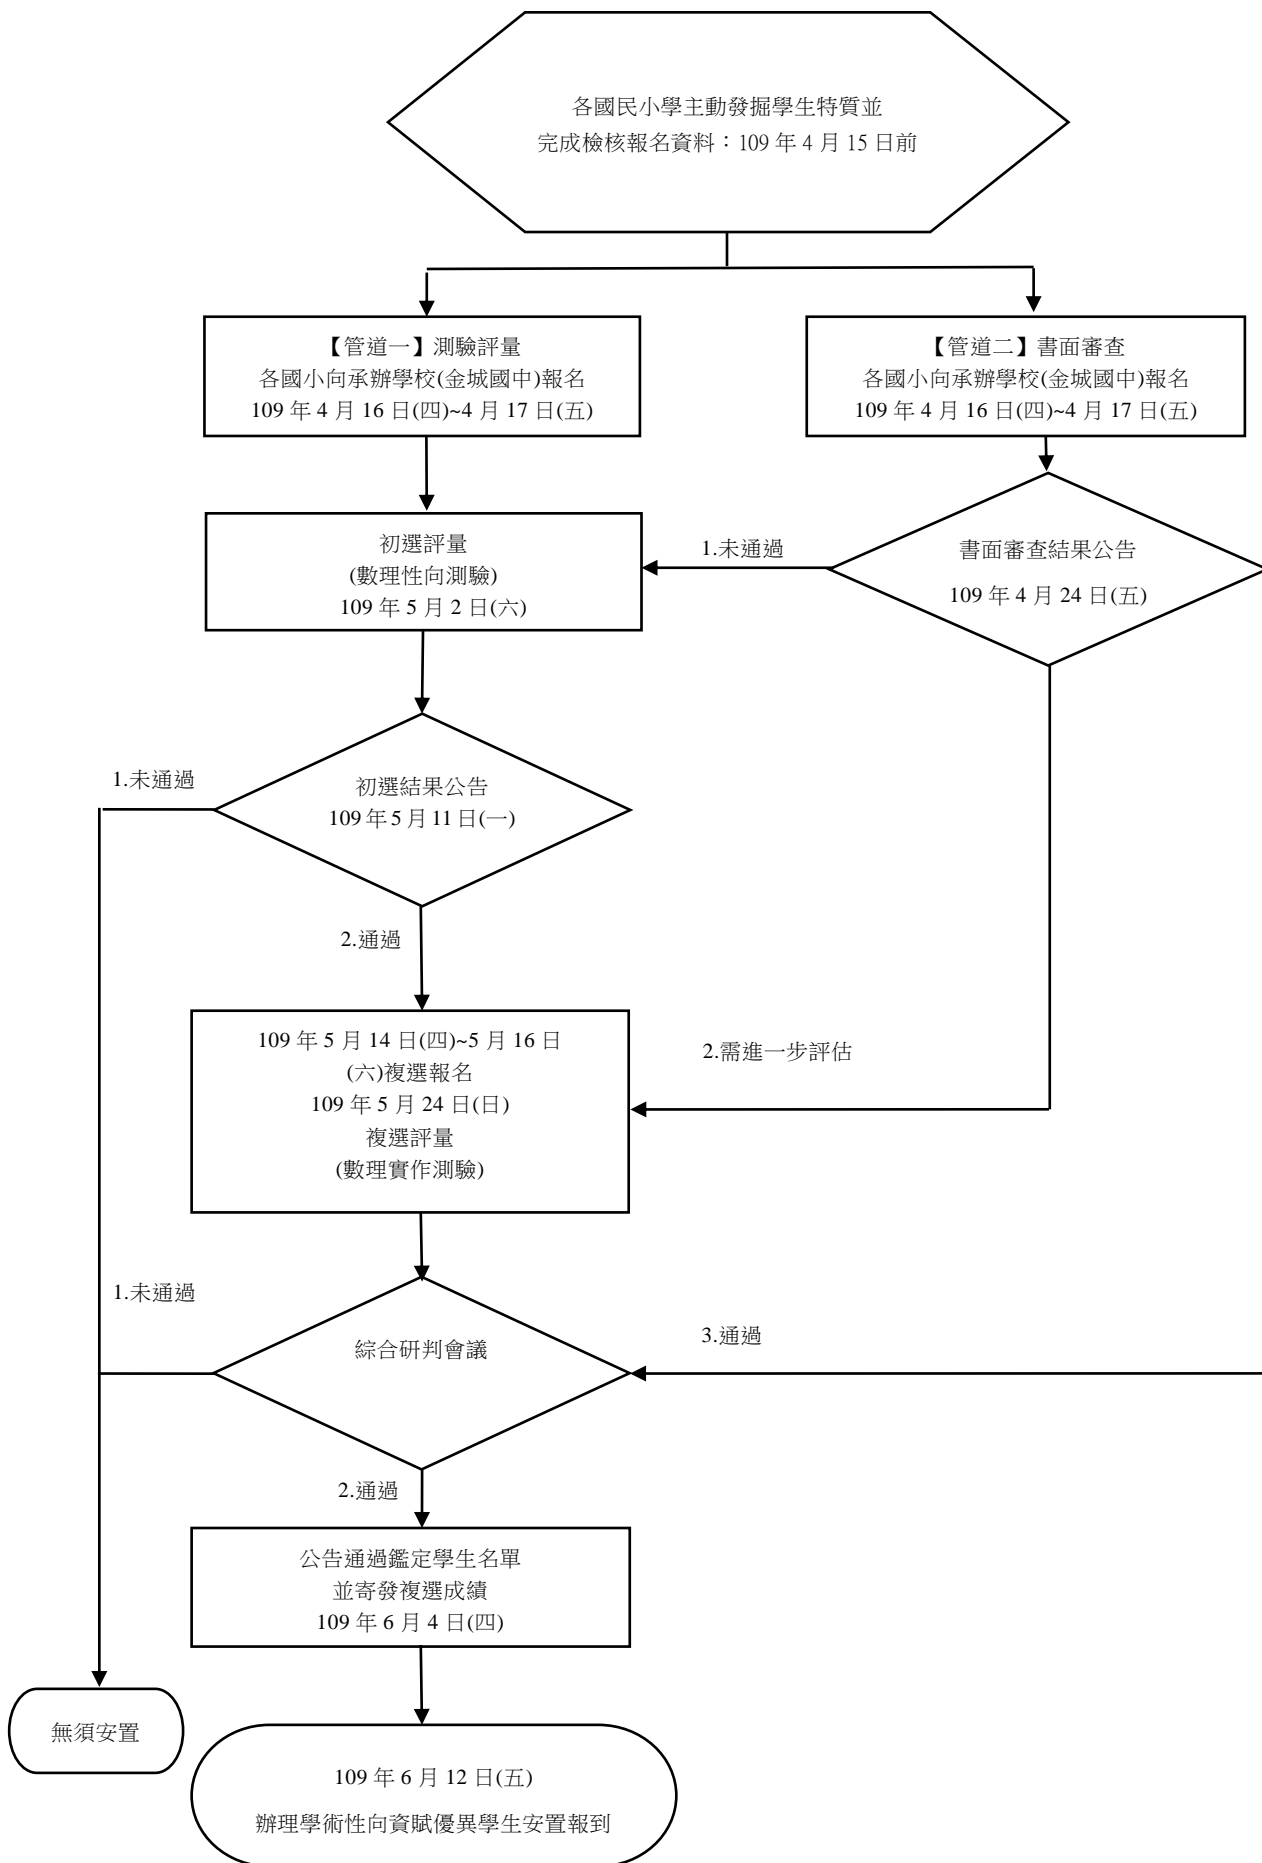 各國民小學主動發掘學生特質並
完成檢核報名資料：109 年 4 月 15 日前
【管道一】測驗評量
各國小向承辦學校(金城國中)報名
109 年 4 月 16 日(四)~4 月 17 日(五)
【管道二】書面審查
各國小向承辦學校(金城國中)報名
109 年 4 月 16 日(四)~4 月 17 日(五)
初選評量
(數理性向測驗)
109 年 5 月 2 日(六)
1.未通過
書面審查結果公告
109 年 4 月 24 日(五)
1.未通過
初選結果公告
109 年 5 月 11 日(一)
2.通過
109 年 5 月 14 日(四)~5 月 16 日
(六)複選報名
109 年 5 月 24 日(日)
複選評量
(數理實作測驗)
2.需進一步評估
1.未通過
綜合研判會議
3.通過
2.通過
公告通過鑑定學生名單
並寄發複選成績
109 年 6 月 4 日(四)
無須安置
109 年 6 月 12 日(五)
辦理學術性向資賦優異學生安置報到